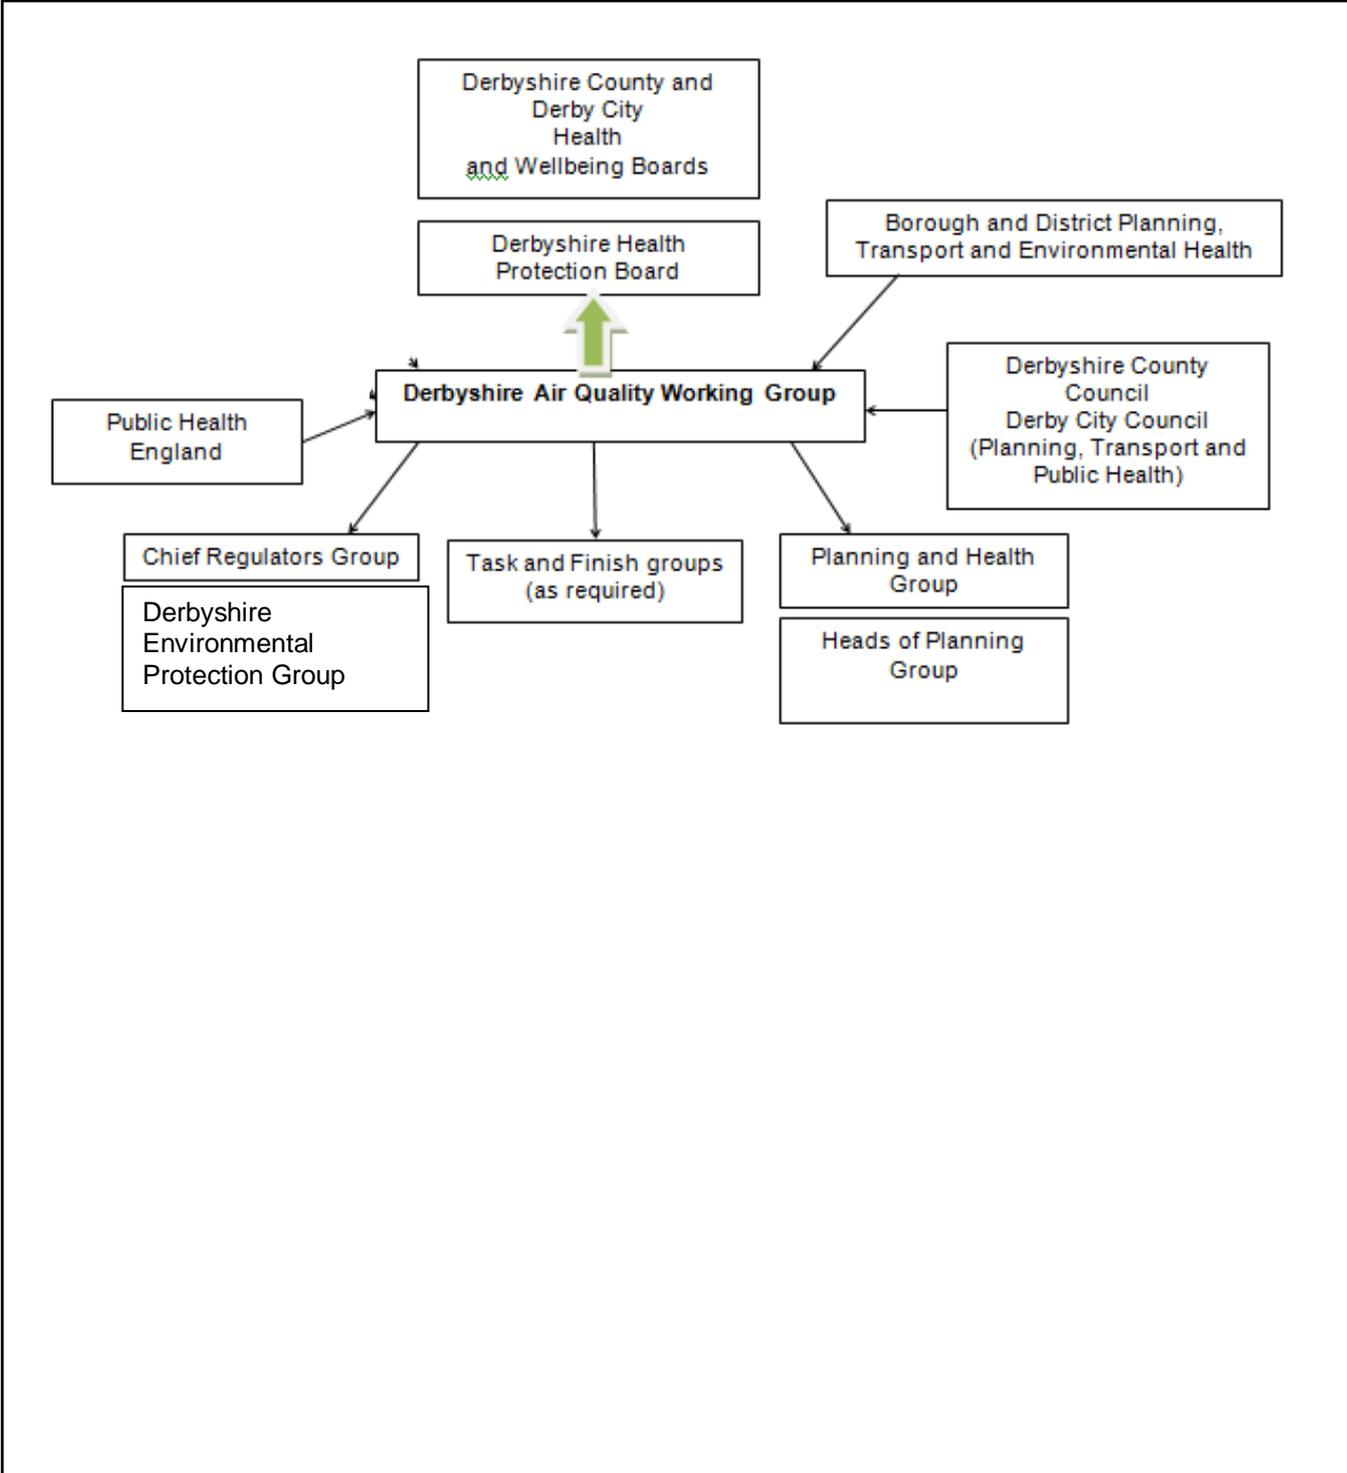 Derbyshire County and
Derby City
Health
and Wellbeing Boards
Derbyshire Health
Protection Board
Borough and District Planning,
Transport and Environmental Health
Derbyshire Air Quality Working Group
Derbyshire County
Council
Derby City Council
(Planning, Transport and
Public Health)
Public Health
England
Chief Regulators Group
Derbyshire
Environmental
Protection Group
Task and Finish groups
(as required)
Planning and Health
Group
Heads of Planning
Group